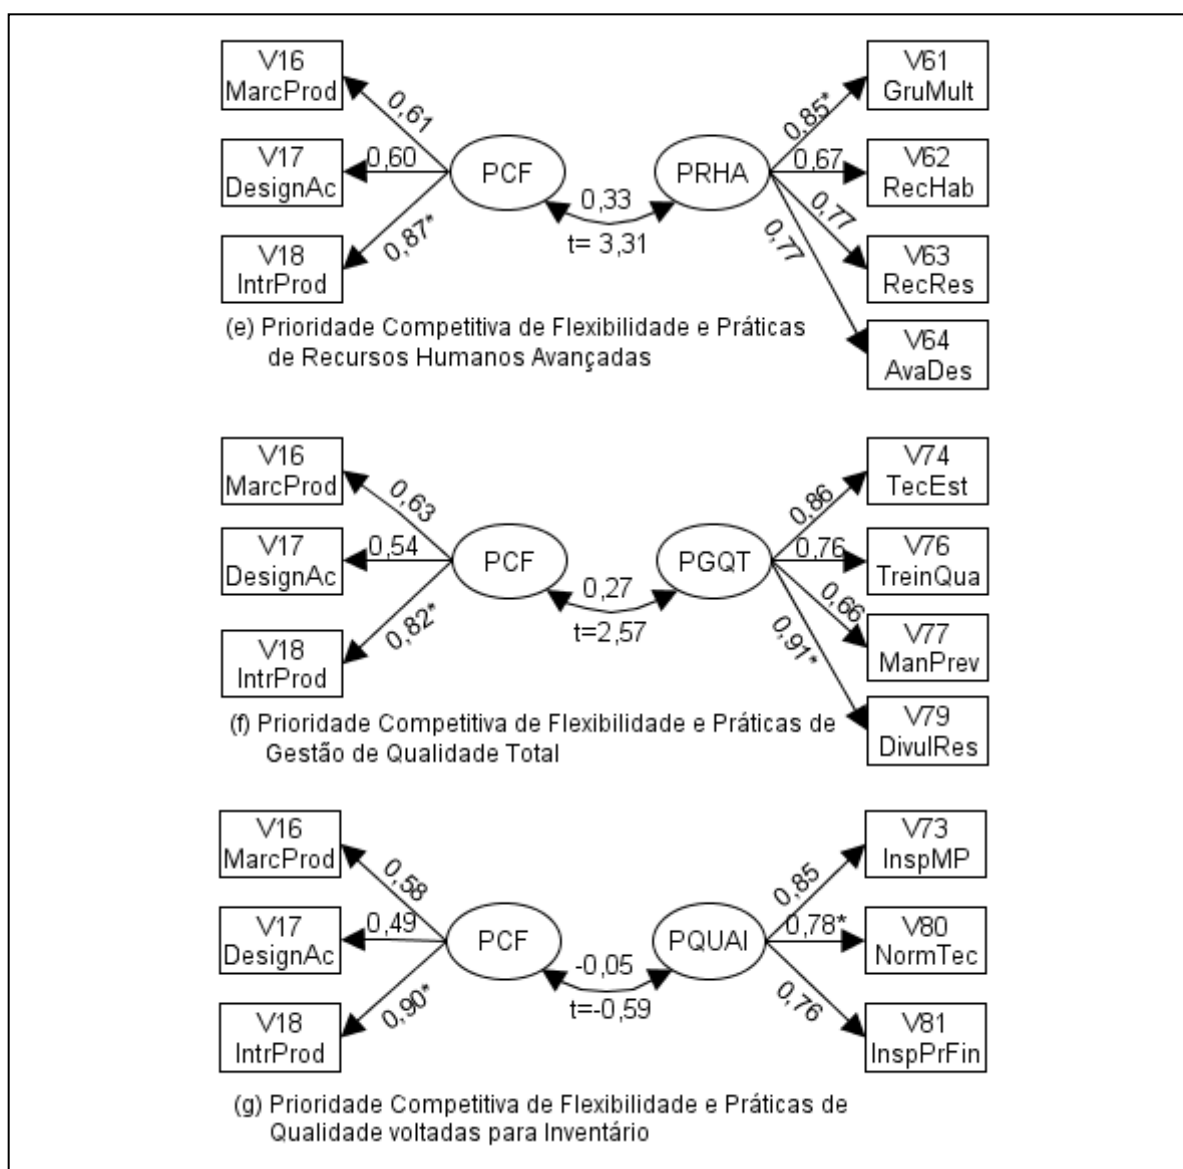 V16
MarcProd
V17
DesignAc
V18
IntrProd
0,61
0,60
0,87*
PCF
0,33
t= 3,31
PRHA
0,85*
0,67
0,77
0,77
V61
GruMult
V62
RecHab
V63
RecRes
V64
AvaDes
(e) Prioridade Competitiva de Flexibilidade e Práticas
de Recursos Humanos Avançadas
V16
MarcProd
V17
DesignAc
V18
IntrProd
0,63
0,54
0,82*
PCF
0,27
t=2,57
PGQT
0,86
0,76
0,66
0,91*
V74
TecEst
V76
TreinQua
V77
ManPrev
V79
DivulRes
(f) Prioridade Competitiva de Flexibilidade e Práticas de
Gestão de Qualidade Total
V16
MarcProd
V17
DesignAc
V18
IntrProd
0,58
0,49
0,90*
PCF
-0,05
t=-0,59
PQUAI
0,85
0,78*
0,76
V73
InspMP
V80
NormTec
V81
InspPrFin
(g) Prioridade Competitiva de Flexibilidade e Práticas de
Qualidade voltadas para Inventário